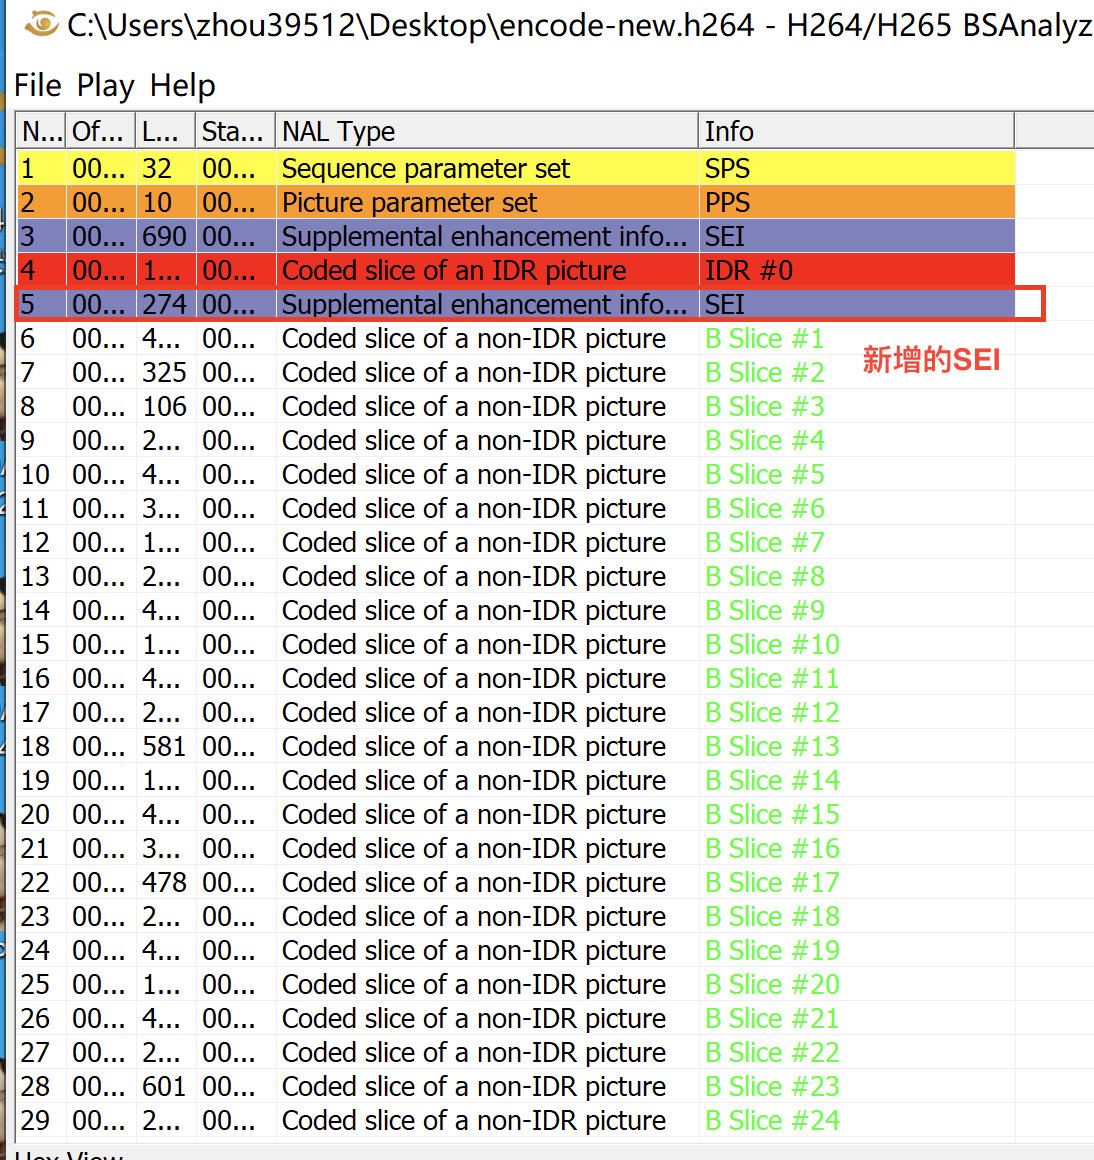 C:\Users\zhou39512\Desktop\encode-new.h264 - H264/H265 BSAnalyz
File Play Help
N... Of... L... Sta... NAL Type Info
1 00... 32 00... Sequence parameter set SPS
2 00... 10 00... Picture parameter set PPS
3 00... 690 00... Supplemental enhancement info... SEI
4 00... 1... 00... Coded slice of an IDR picture IDR #0
5 00... 274 00... Supplemental enhancement info... SEI
6 00... 4... 00... Coded slice of a non-IDR picture B Slice #1
新增的SEI
7 00... 325 00... Coded slice of a non-IDR picture B Slice #2
8 00... 106 00... Coded slice of a non-IDR picture B Slice #3
9 00... 2... 00... Coded slice of a non-IDR picture B Slice #4
10 00... 4... 00... Coded slice of a non-IDR picture B Slice #5
11 00... 3... 00... Coded slice of a non-IDR picture B Slice #6
12 00... 1... 00... Coded slice of a non-IDR picture B Slice #7
13 00... 2... 00... Coded slice of a non-IDR picture B Slice #8
14 00... 4... 00... Coded slice of a non-IDR picture B Slice #9
15 00... 1... 00... Coded slice of a non-IDR picture B Slice #10
16 00... 4... 00... Coded slice of a non-IDR picture B Slice #11
17 00... 2... 00... Coded slice of a non-IDR picture B Slice #12
18 00... 581 00... Coded slice of a non-IDR picture B Slice #13
19 00... 1... 00... Coded slice of a non-IDR picture B Slice #14
20 00... 4... 00... Coded slice of a non-IDR picture B Slice #15
21 00... 3... 00... Coded slice of a non-IDR picture B Slice #16
22 00... 478 00... Coded slice of a non-IDR picture B Slice #17
23 00... 2... 00... Coded slice of a non-IDR picture B Slice #18
24 00... 4... 00... Coded slice of a non-IDR picture B Slice #19
25 00... 1... 00... Coded slice of a non-IDR picture B Slice #20
26 00... 4... 00... Coded slice of a non-IDR picture B Slice #21
27 00... 2... 00... Coded slice of a non-IDR picture B Slice #22
28 00... 601 00... Coded slice of a non-IDR picture B Slice #23
29 00... 2... 00... Coded slice of a non-IDR picture B Slice #24
Hex View